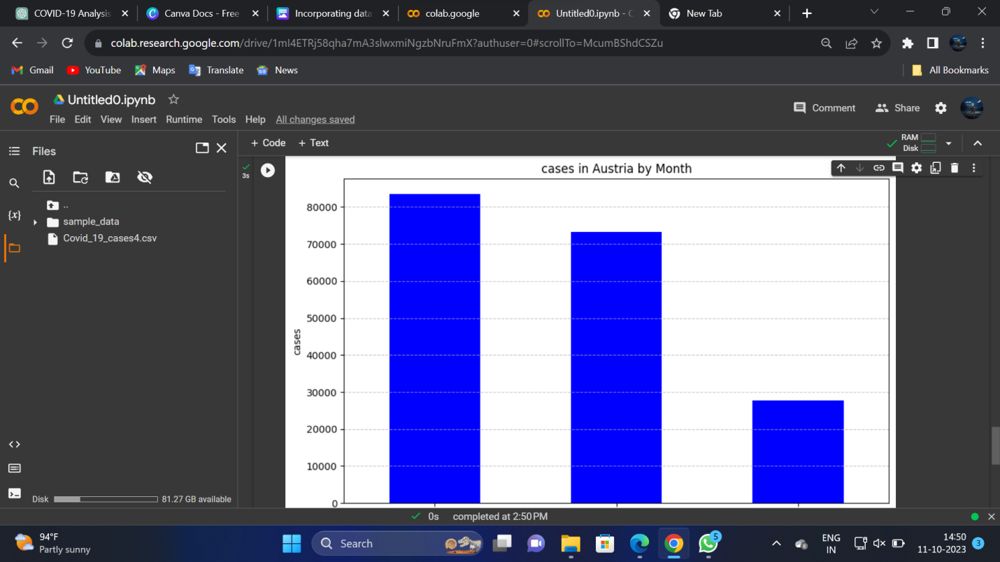 COVID-19 Analysis
Canva Docs - Free
Incorporating data
colab.google
Untitled0.ipynb - C
New Tab
colab.research.google.com/drive/1mI4ETRj58qha7mA3slwxmiNgzbNruFmX?authuser=0#scrollTo=McumBShdCSZu
Gmail
YouTube
Maps
Translate
News
All Bookmarks
Untitled0.ipynb
File Edit View Insert Runtime Tools Help All changes saved
Comment
Share
Files
+ Code + Text
RAM
Disk
3s
{x}
..
sample_data
Covid_19_cases4.csv
Disk 81.27 GB available
cases in Austria by Month
cases
80000
70000
60000
50000
40000
30000
20000
10000
0
0s completed at 2:50 PM
94°F
Partly sunny
Search
5
ENG
IN
14:50
11-10-2023
3